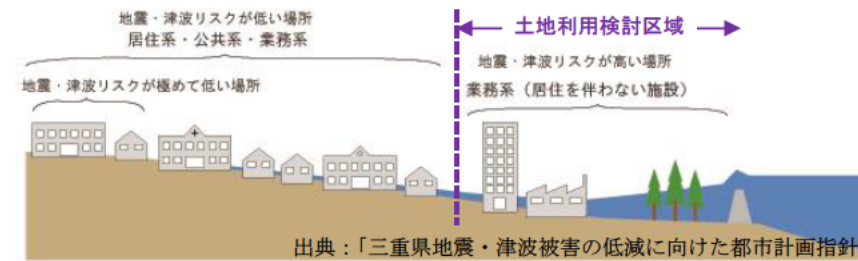 地震・津波リスクが低い場所
居住系・公共系・業務系
地震・津波リスクが極めて低い場所
土地利用検討区域
地震・津波リスクが高い場所
業務系（居住を伴わない施設）
出典：「三重県地震・津波被害の低減に向けた都市計画指針